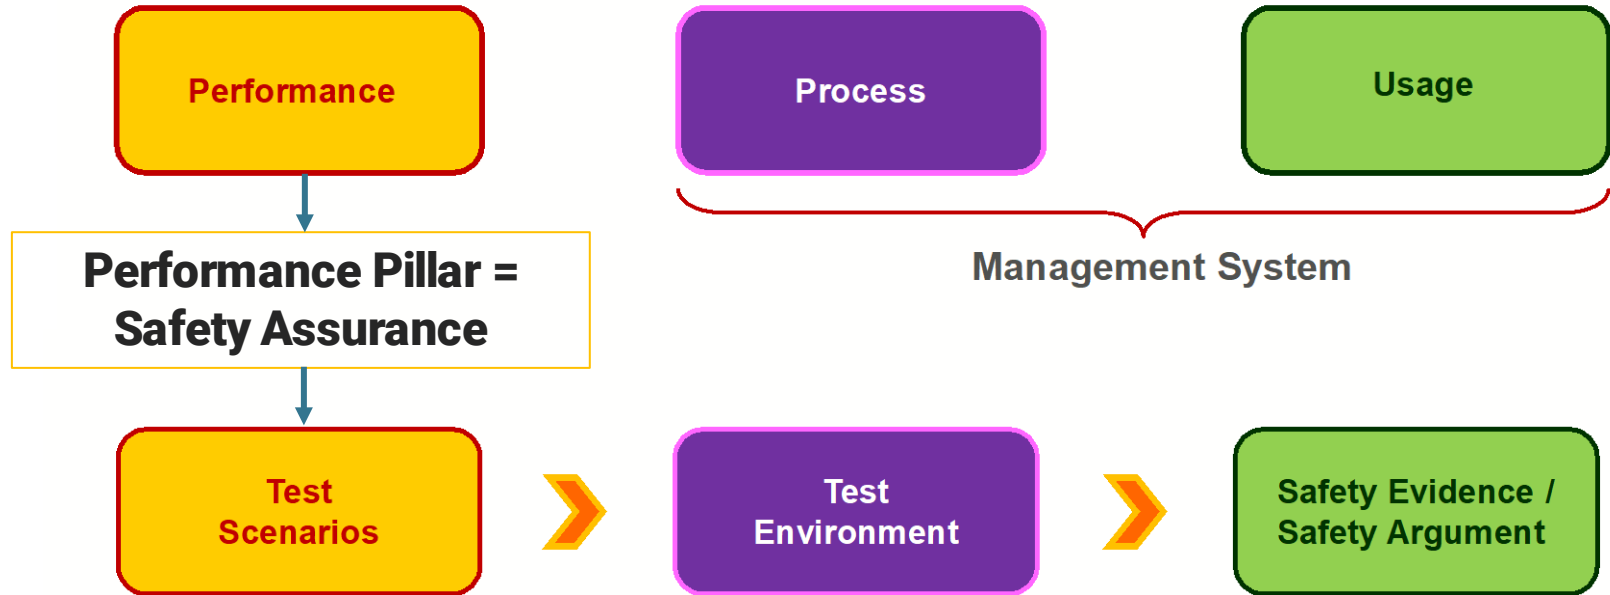 Performance
Process
Usage
Performance Pillar =
Safety Assurance
Management System
Test
Scenarios
Test
Environment
Safety Evidence /
Safety Argument